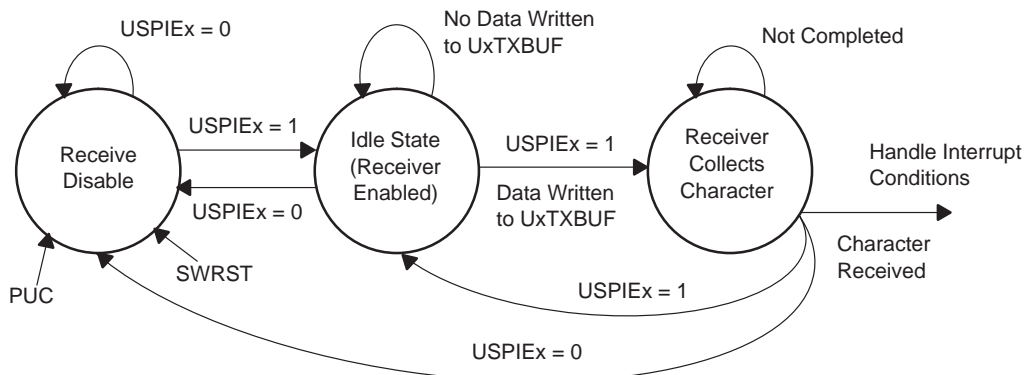 USPIEx = 0
No Data Written
to UxTXBUF
Not Completed
Receive
Disable
USPIEx = 1
USPIEx = 0
Idle State
(Receiver
Enabled)
USPIEx = 1
Data Written
to UxTXBUF
Receiver
Collects
Character
Handle Interrupt
Conditions
Character
Received
PUC
SWRST
USPIEx = 1
USPIEx = 0